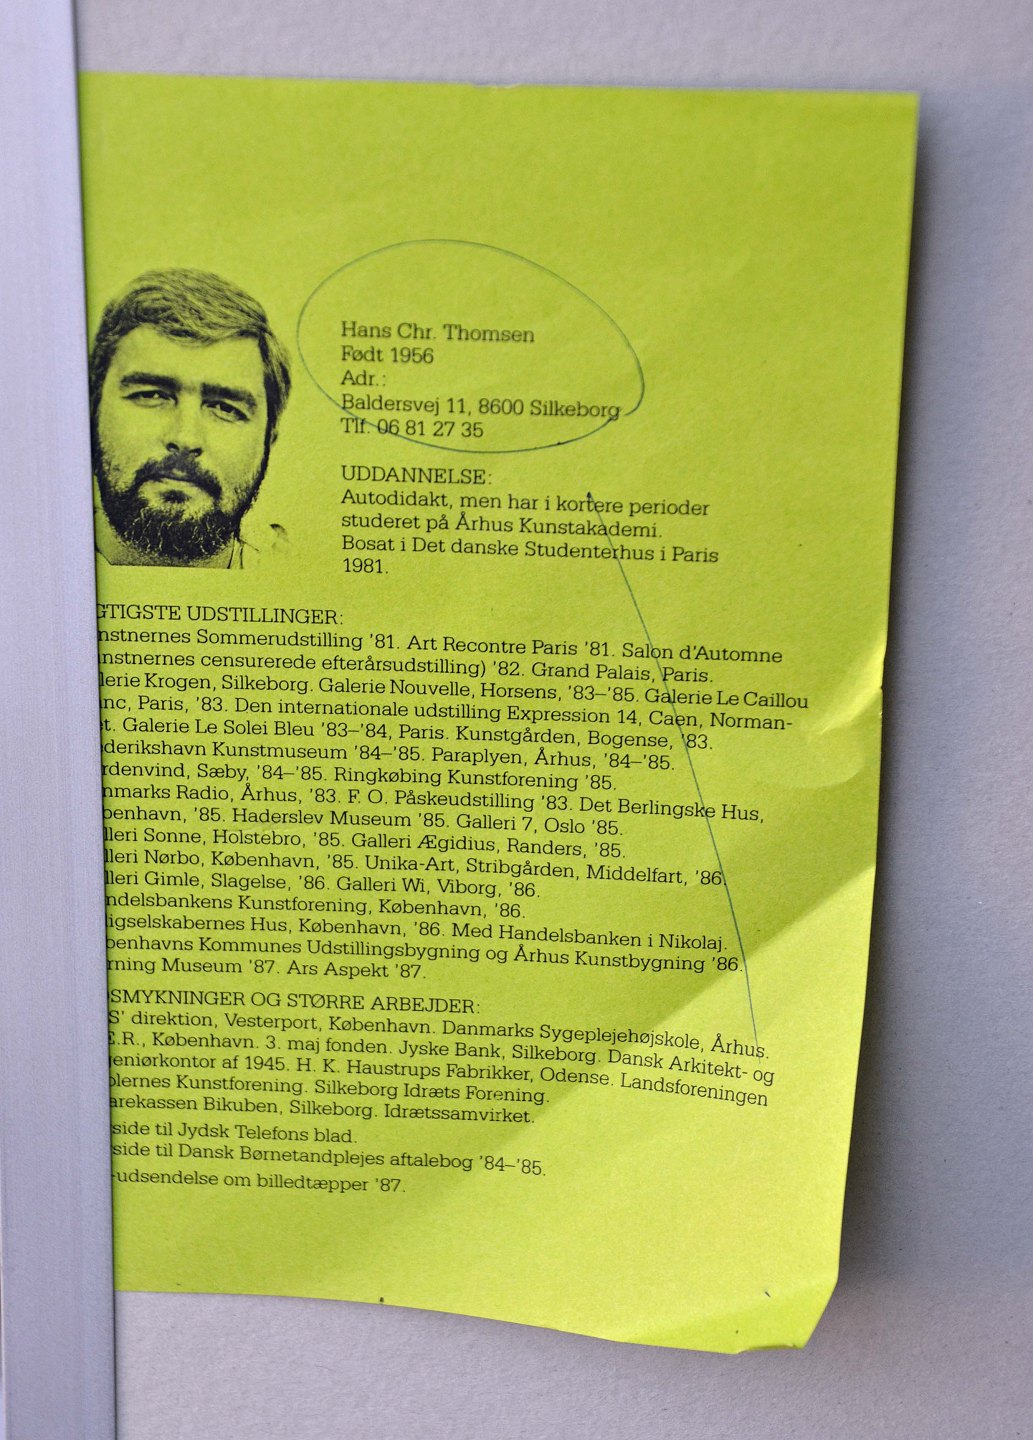 Hans Chr. Thomsen
Født 1956
Adr.:
Baldersvej 11, 8600 Silkeborg
Tlf. 06 81 27 35
UDDANNELSE:
Autodidakt, men har i kortere perioder
studeret på Århus Kunstakademi.
Bosat i Det danske Studenterhus i Paris
1981.
GTIGSTE UDSTILLINGER:
nstnernes Sommerudstilling '81. Art Recontre Paris '81. Salon d'Automne
nstnernes censurerede efterårsudstilling) '82. Grand Palais, Paris.
lerie Krogen, Silkeborg. Galerie Nouvelle, Horsens, '83–'85. Galerie Le Caillou
nc, Paris, '83. Den internationale udstilling Expression 14, Caen, Norman-
t. Galerie Le Solei Bleu '83–'84, Paris. Kunstgården, Bogense, '83.
derikshavn Kunstmuseum '84–'85. Paraplyen, Århus, '84–'85.
rdenvind, Sæby, '84–'85. Ringkøbing Kunstforening '85.
nmarks Radio, Århus, '83. F. O. Påskeudstilling '83. Det Berlingske Hus,
benhavn, '85. Haderslev Museum '85. Galleri 7, Oslo '85.
lleri Sonne, Holstebro, '85. Galleri Ægidius, Randers, '85.
lleri Nørbo, København, '85. Unika-Art, Stribgården, Middelfart, '86.
lleri Gimle, Slagelse, '86. Galleri Wi, Viborg, '86.
ndelsbankens Kunstforening, København, '86.
igselskabernes Hus, København, '86. Med Handelsbanken i Nikolaj.
benhavns Kommunes Udstillingsbygning og Århus Kunstbygning '86.
rning Museum '87. Ars Aspekt '87.
SMYKNINGER OG STØRRE ARBEJDER:
S' direktion, Vesterport, København. Danmarks Sygeplejehøjskole, Århus.
E.R., København. 3. maj fonden. Jyske Bank, Silkeborg. Dansk Arkitekt- og
eniørkontor af 1945. H. K. Haustrups Fabrikker, Odense. Landsforeningen
lernes Kunstforening. Silkeborg Idræts Forening.
arekassen Bikuben, Silkeborg. Idrætssamvirket.
side til Jydsk Telefons blad.
side til Dansk Børnetandplejes aftalebog '84–'85.
-udsendelse om billedtæpper '87.